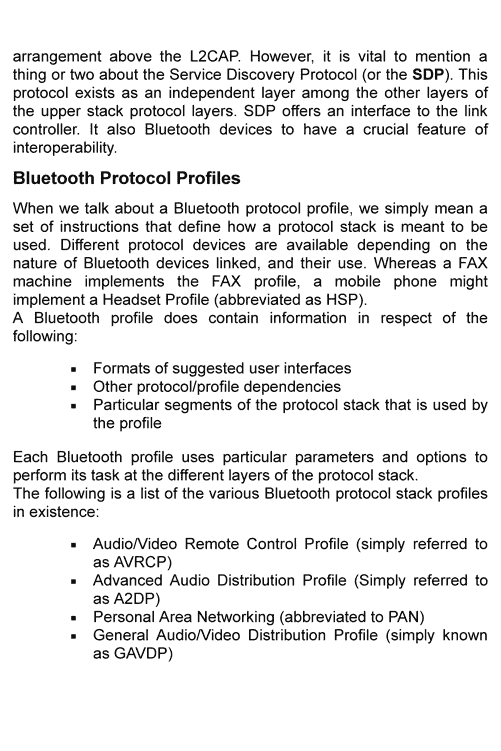 arrangement above the L2CAP. However, it is vital to mention a
thing or two about the Service Discovery Protocol (or the SDP). This
protocol exists as an independent layer among the other layers of
the upper stack protocol layers. SDP offers an interface to the link
controller. It also Bluetooth devices to have a crucial feature of
interoperability.
Bluetooth Protocol Profiles
When we talk about a Bluetooth protocol profile, we simply mean a
set of instructions that define how a protocol stack is meant to be
used. Different protocol devices are available depending on the
nature of Bluetooth devices linked, and their use. Whereas a FAX
machine implements the FAX profile, a mobile phone might
implement a Headset Profile (abbreviated as HSP).
A Bluetooth profile does contain information in respect of the
following:
▪ Formats of suggested user interfaces
▪ Other protocol/profile dependencies
▪ Particular segments of the protocol stack that is used by
the profile
Each Bluetooth profile uses particular parameters and options to
perform its task at the different layers of the protocol stack.
The following is a list of the various Bluetooth protocol stack profiles
in existence:
▪ Audio/Video Remote Control Profile (simply referred to
as AVRCP)
▪ Advanced Audio Distribution Profile (Simply referred to
as A2DP)
▪ Personal Area Networking (abbreviated to PAN)
▪ General Audio/Video Distribution Profile (simply known
as GAVDP)